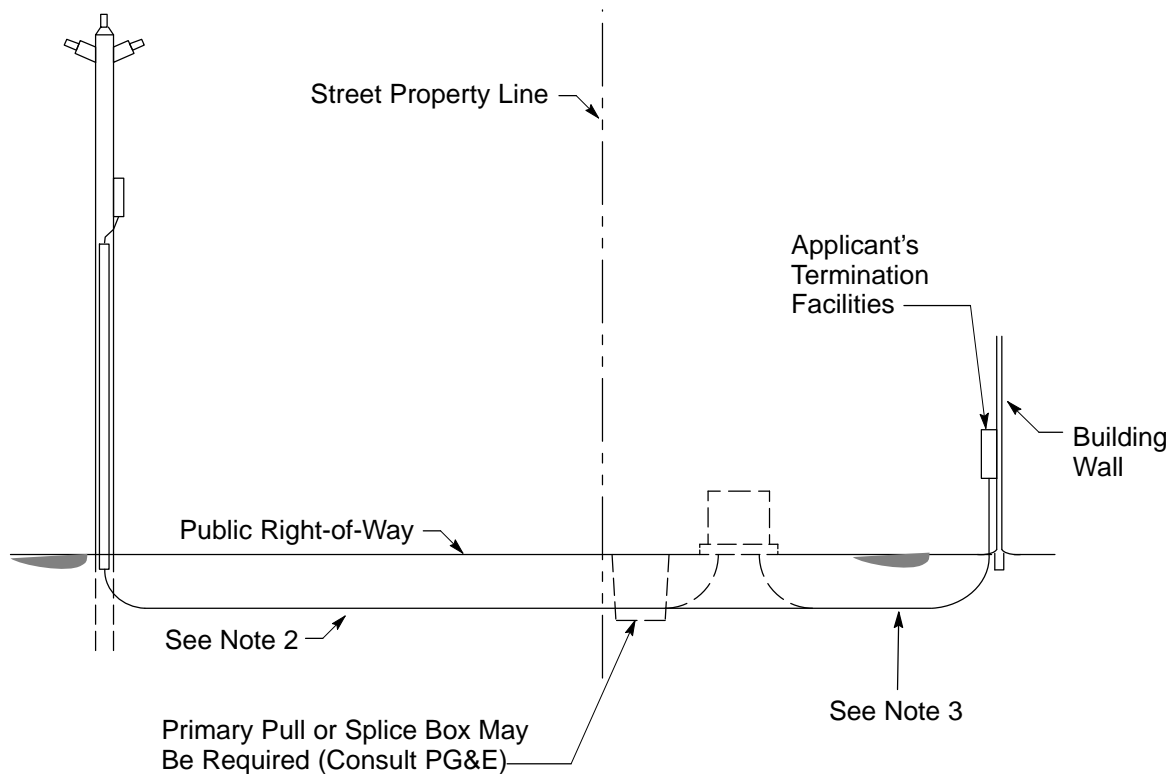 Street Property Line
Applicant's
Termination
Facilities
Building
Wall
Public Right-of-Way
See Note 2
See Note 3
Primary Pull or Splice Box May
Be Required (Consult PG&E)